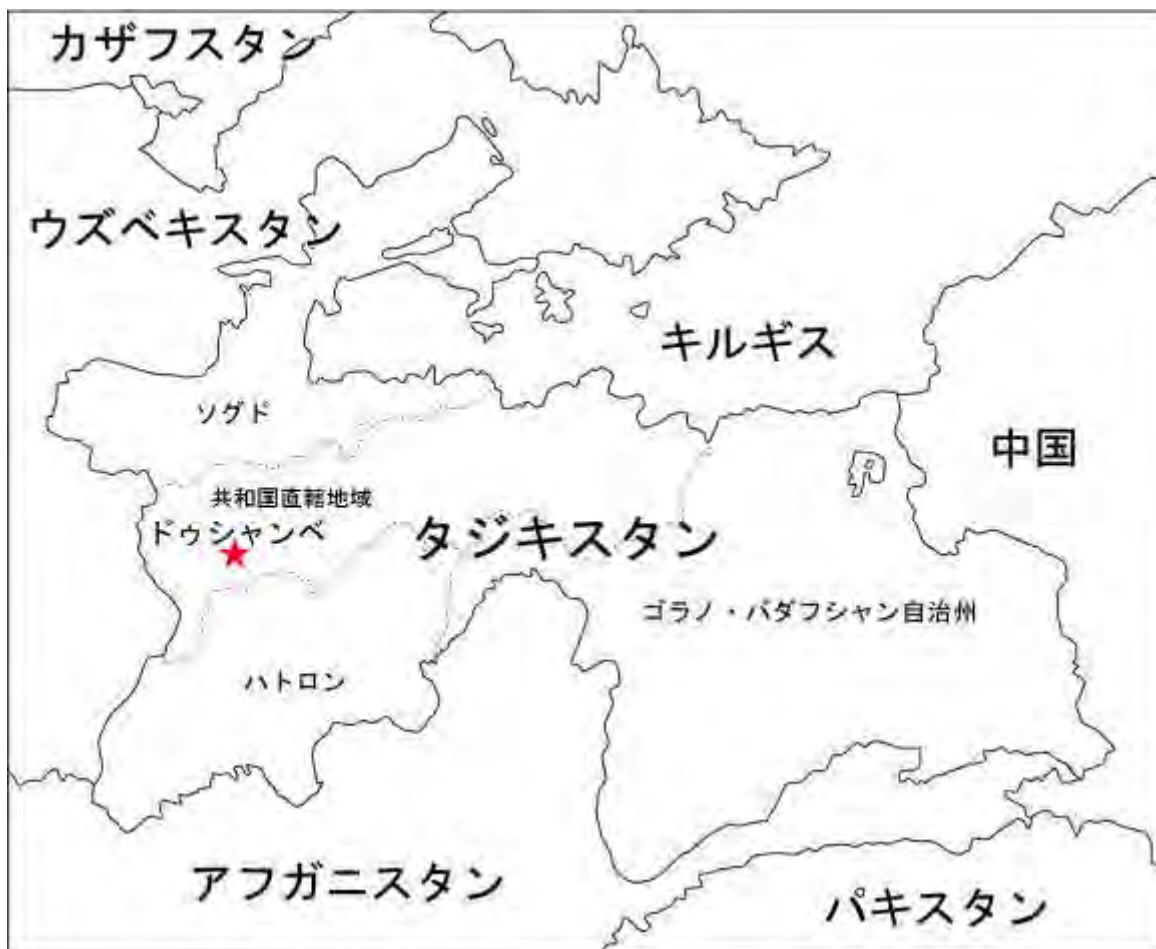 カザフスタン
ウズベキスタン
キルギス
ソグド
中国
共和国直轄地域
ドゥシャンベ
タジキスタン
ゴラノ・バダフシャン自治州
ハトロン
アフガニスタン
パキスタン